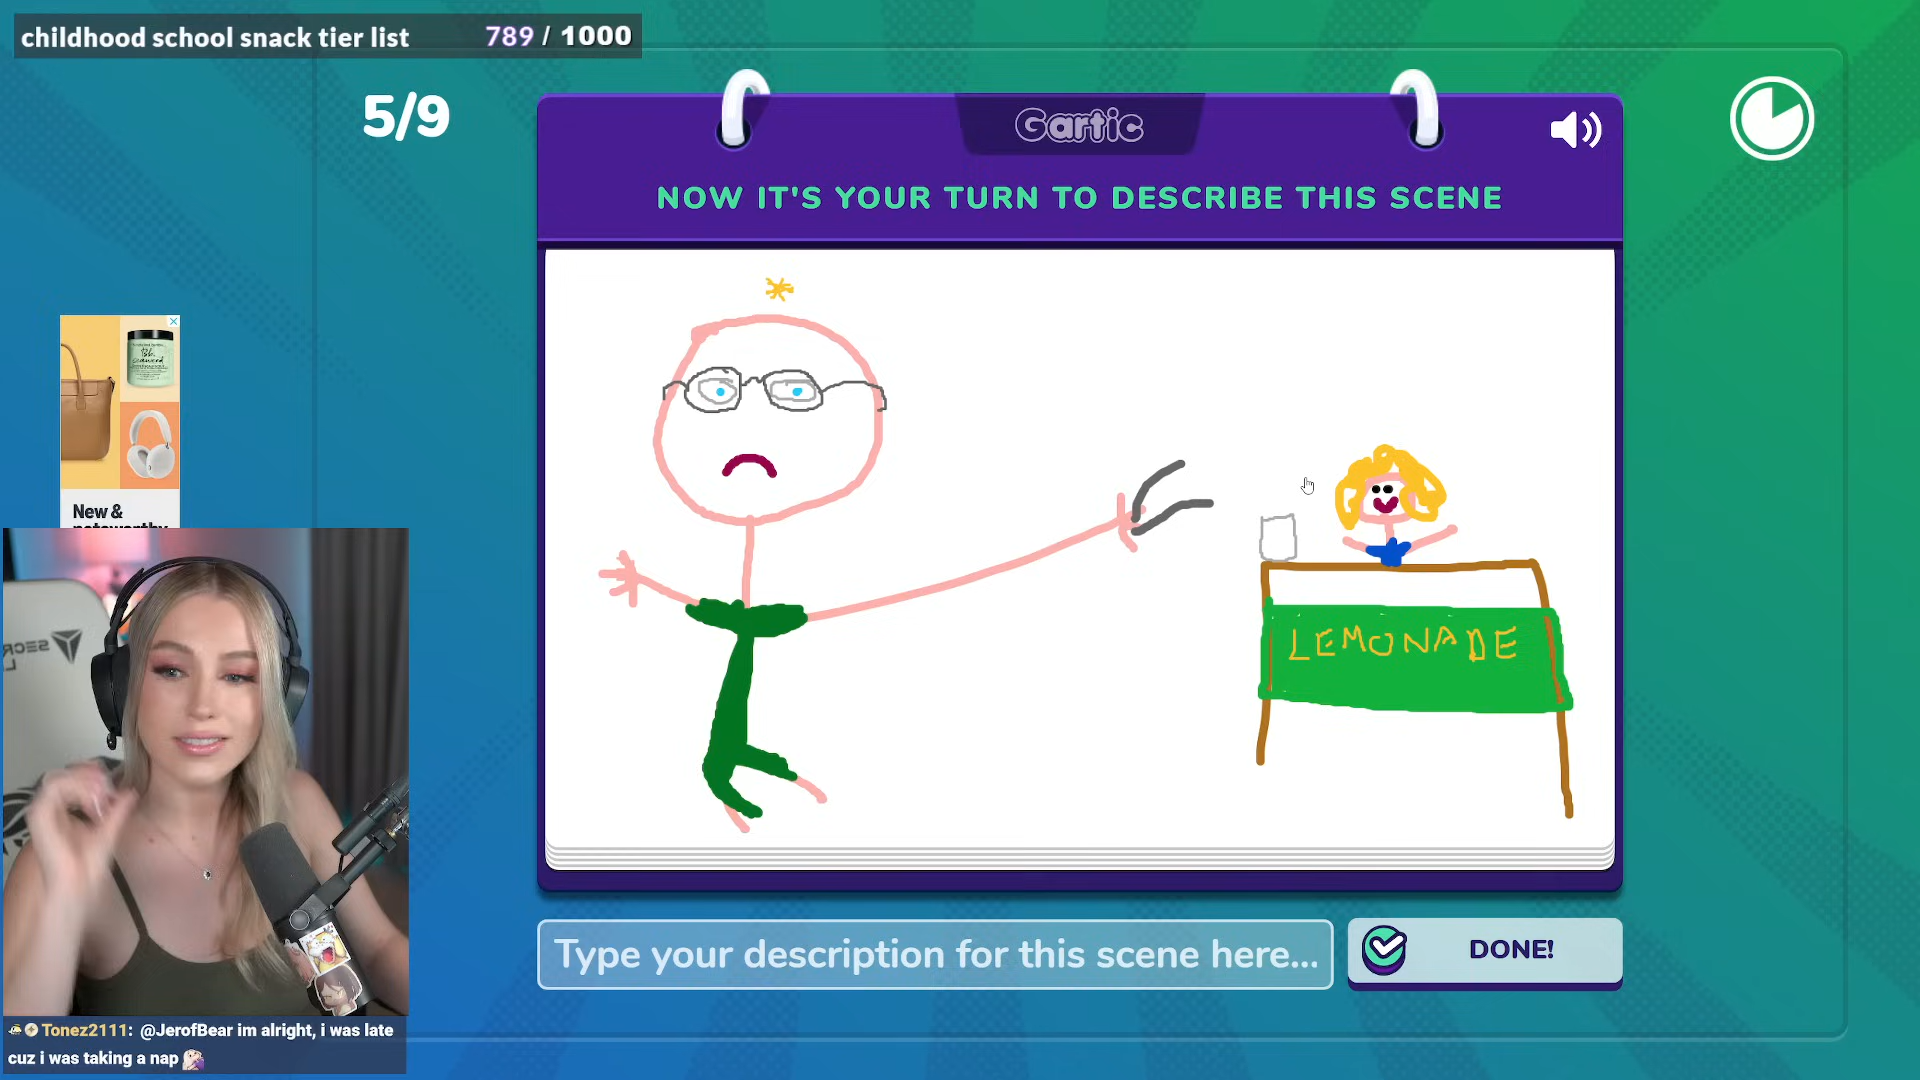 childhood school snack tier list 789 / 1000
5/9
Gartic
NOW IT'S YOUR TURN TO DESCRIBE THIS SCENE
LEMONADE
New &
Type your description for this scene here...
DONE!
Tonez2111: @JerofBear im alright, i was late
cuz i was taking a nap